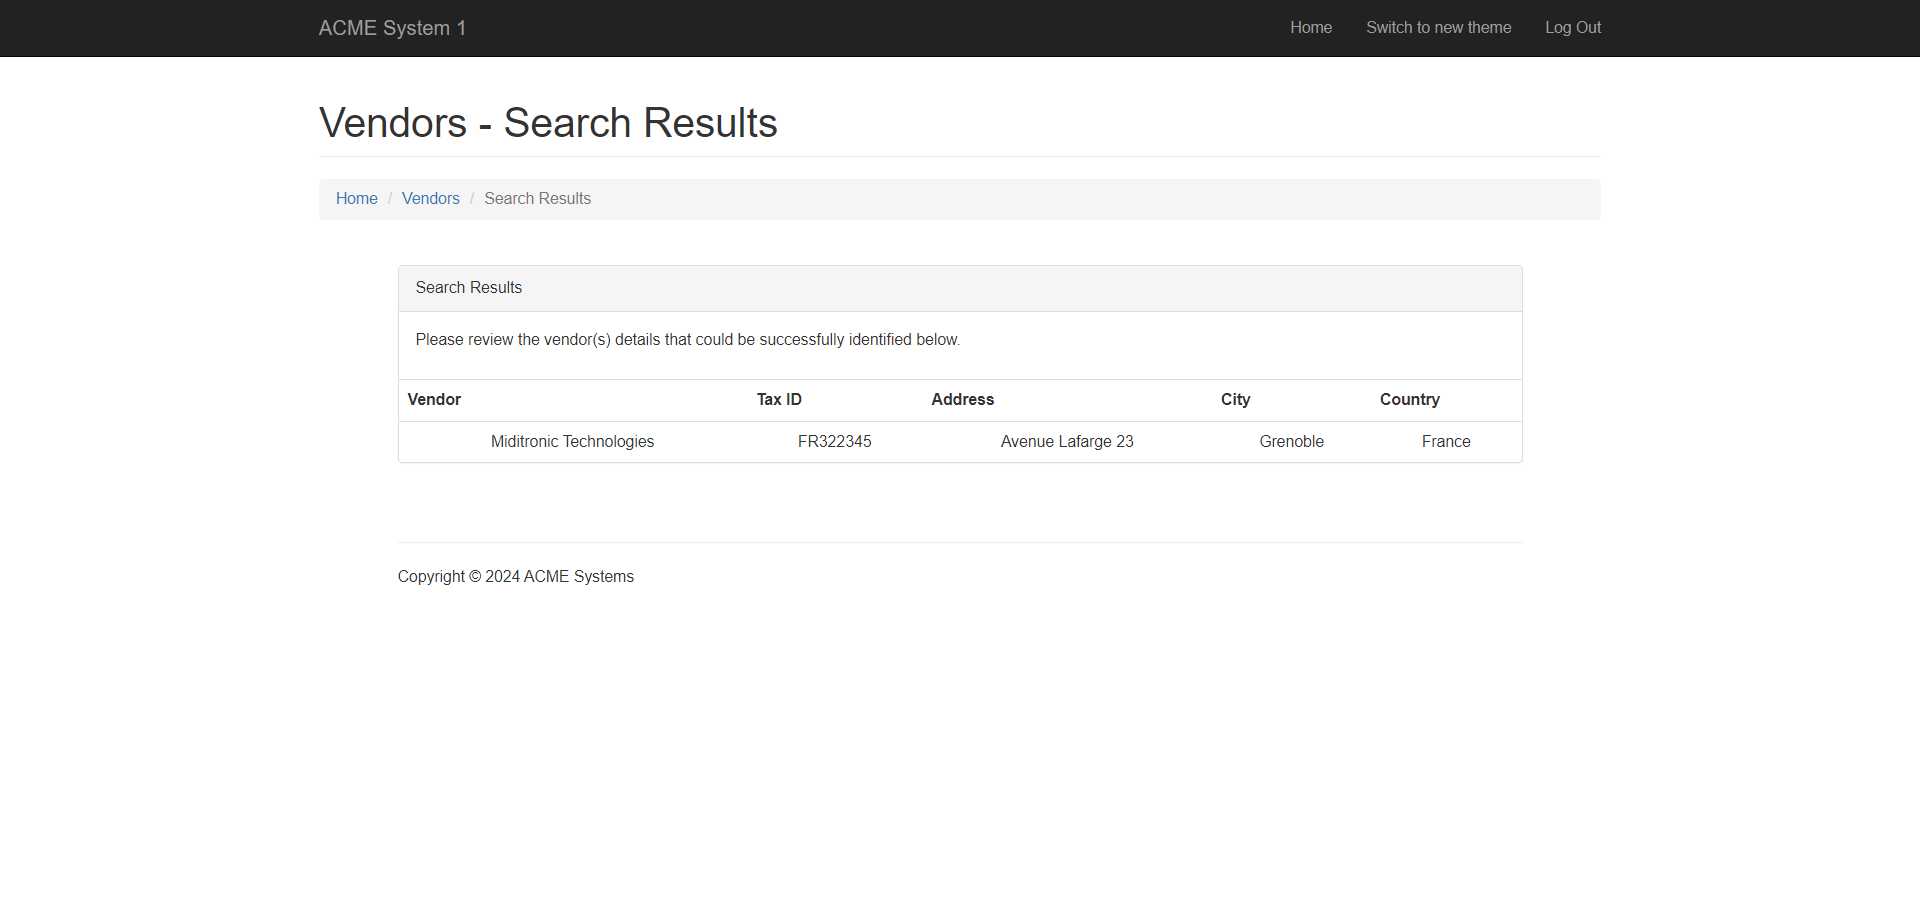 ACME System 1 Home Switch to new theme Log Out
Vendors - Search Results
Home / Vendors / Search Results
Search Results
Please review the vendor(s) details that could be successfully identified below.
Vendor Tax ID Address City Country
Miditronic Technologies FR322345 Avenue Lafarge 23 Grenoble France
Copyright © 2024 ACME Systems